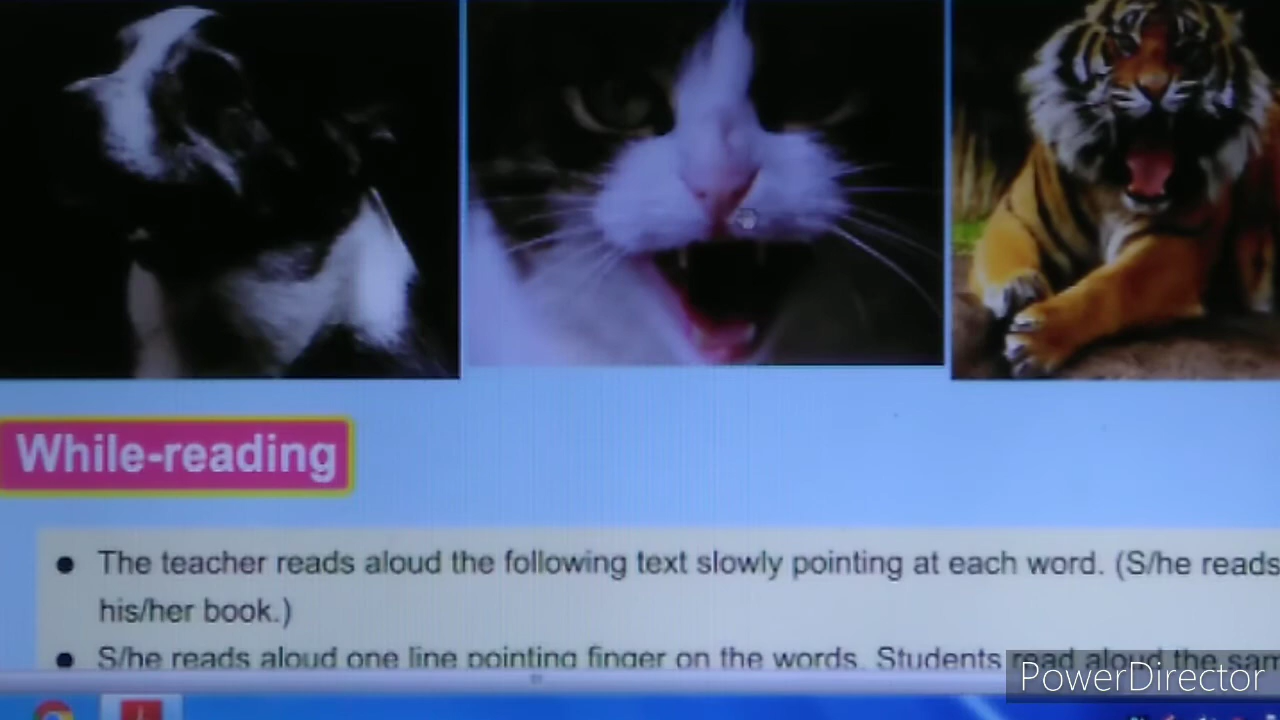 While-reading
● The teacher reads aloud the following text slowly pointing at each word. (S/he reads
his/her book.)
● S/he reads aloud one line pointing finger on the words. Students read aloud the sam
PowerDirector